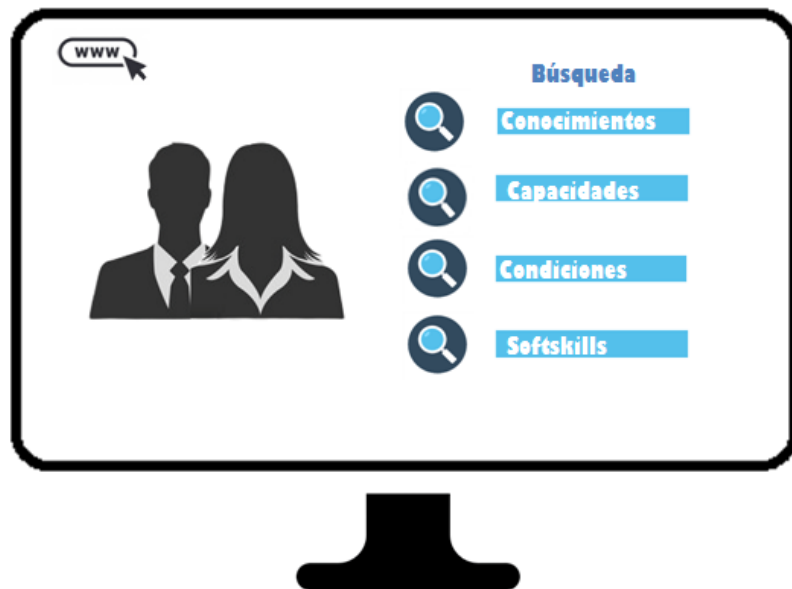 www
Búsqueda
Conocimientos
Capacidades
Condiciones
Softskills